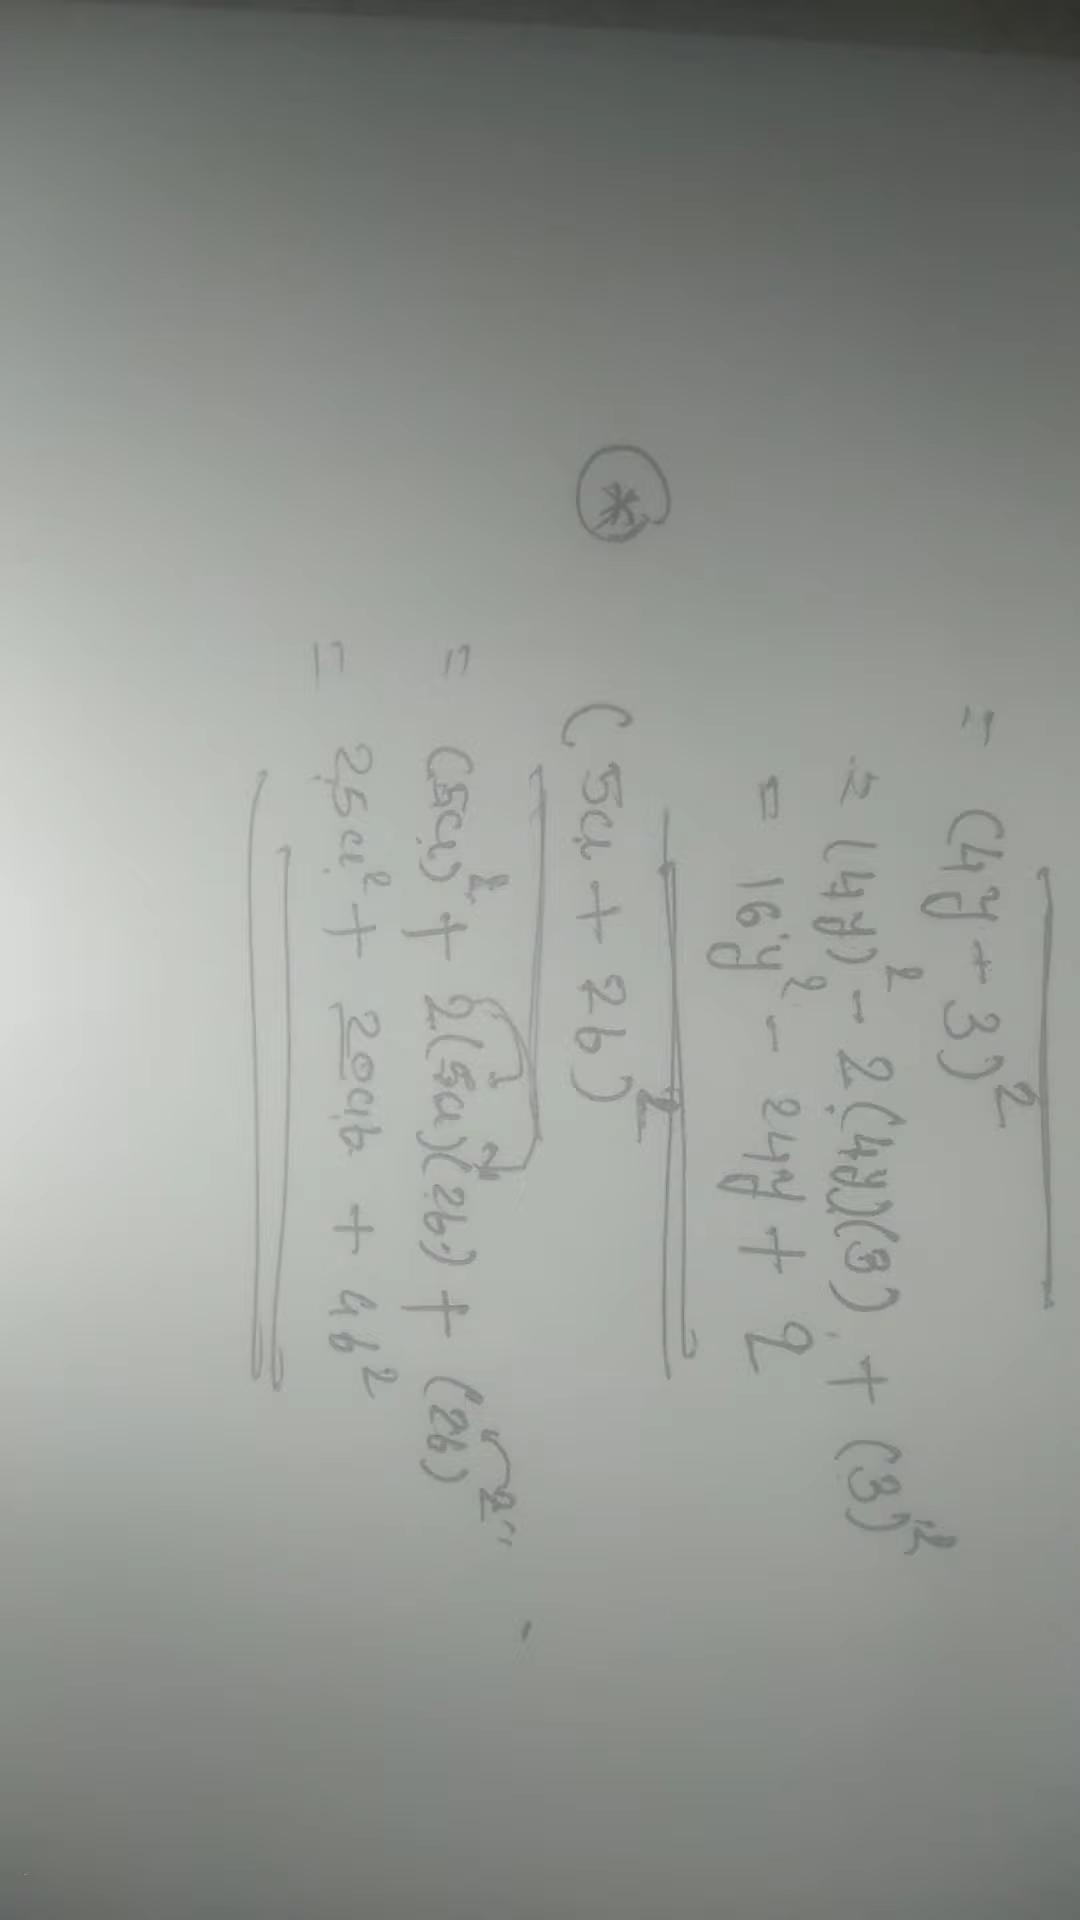 = (4y - 3)²
= (4y)² - 2(4y)(3) + (3)²
= 16y² - 24y + 9
* (5a + 2b)²
= (5a)² + 2(5a)(2b) + (2b)²
= 25a² + 20ab + 4b²